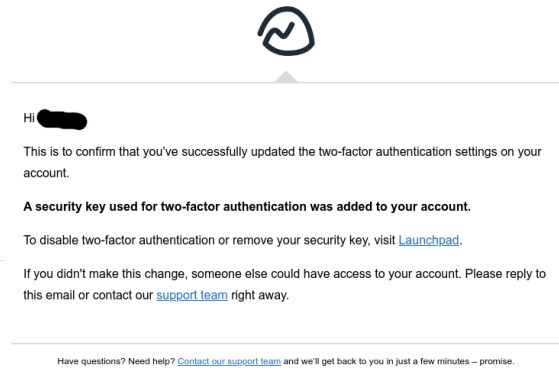 Hi
This is to confirm that you've successfully updated the two-factor authentication settings on your
account.
A security key used for two-factor authentication was added to your account.
To disable two-factor authentication or remove your security key, visit Launchpad.
If you didn't make this change, someone else could have access to your account. Please reply to
this email or contact our support team right away.
Have questions? Need help? Contact our support team and we'll get back to you in just a few minutes – promise.